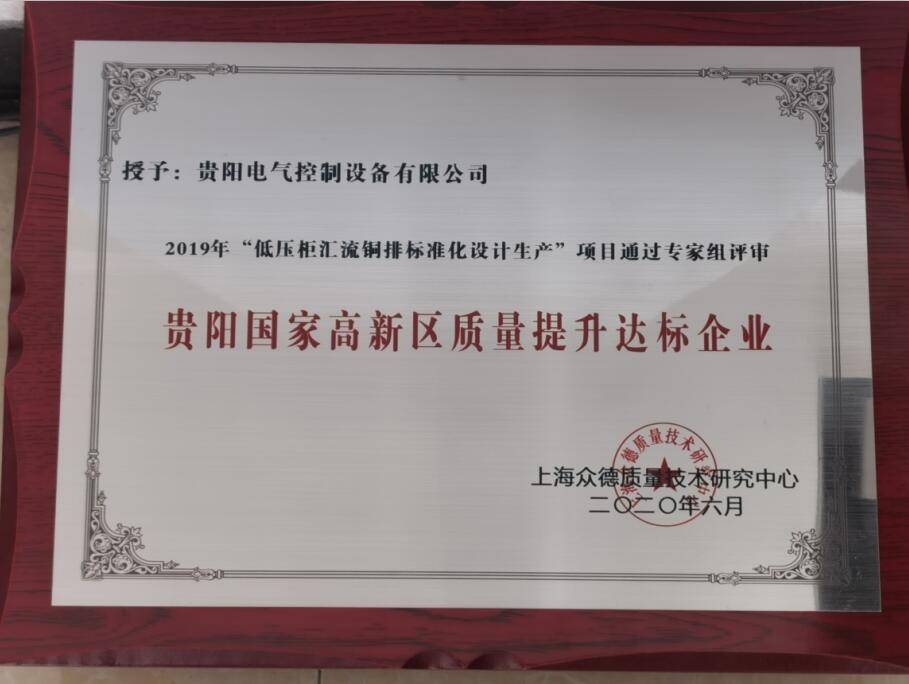 授予：贵阳电气控制设备有限公司
2019年“低压柜汇流铜排标准化设计生产”项目通过专家组评审
贵阳国家高新区质量提升达标企业
上海众德质量技术研究中心
二〇二〇年六月